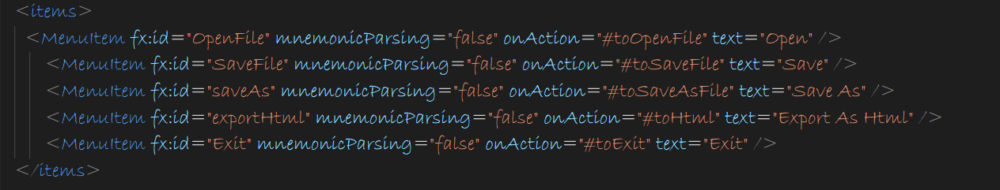 <items>
<MenuItem fx:id="OpenFile" mnemonicParsing="false" onAction="#toOpenFile" text="Open" />
<MenuItem fx:id="SaveFile" mnemonicParsing="false" onAction="#toSaveFile" text="Save" />
<MenuItem fx:id="saveAs" mnemonicParsing="false" onAction="#toSaveAsFile" text="Save As" />
<MenuItem fx:id="exportHtml" mnemonicParsing="false" onAction="#toHtml" text="Export As Html" />
<MenuItem fx:id="Exit" mnemonicParsing="false" onAction="#toExit" text="Exit" />
</items>